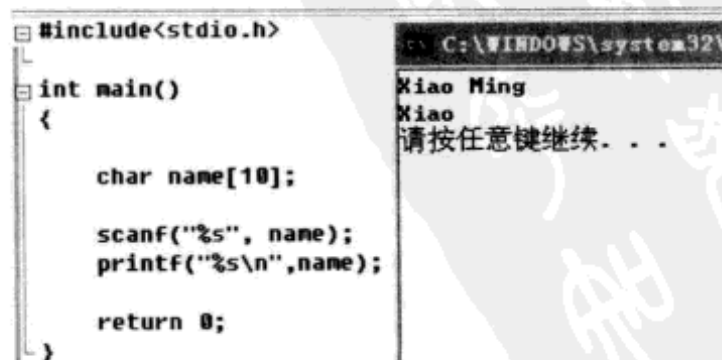 #include<stdio.h>
int main()
{
char name[10];
scanf("%s", name);
printf("%s\n",name);
return 0;
}
C:\WINDOWS\system32\
Xiao Ming
Xiao
请按任意键继续. . .